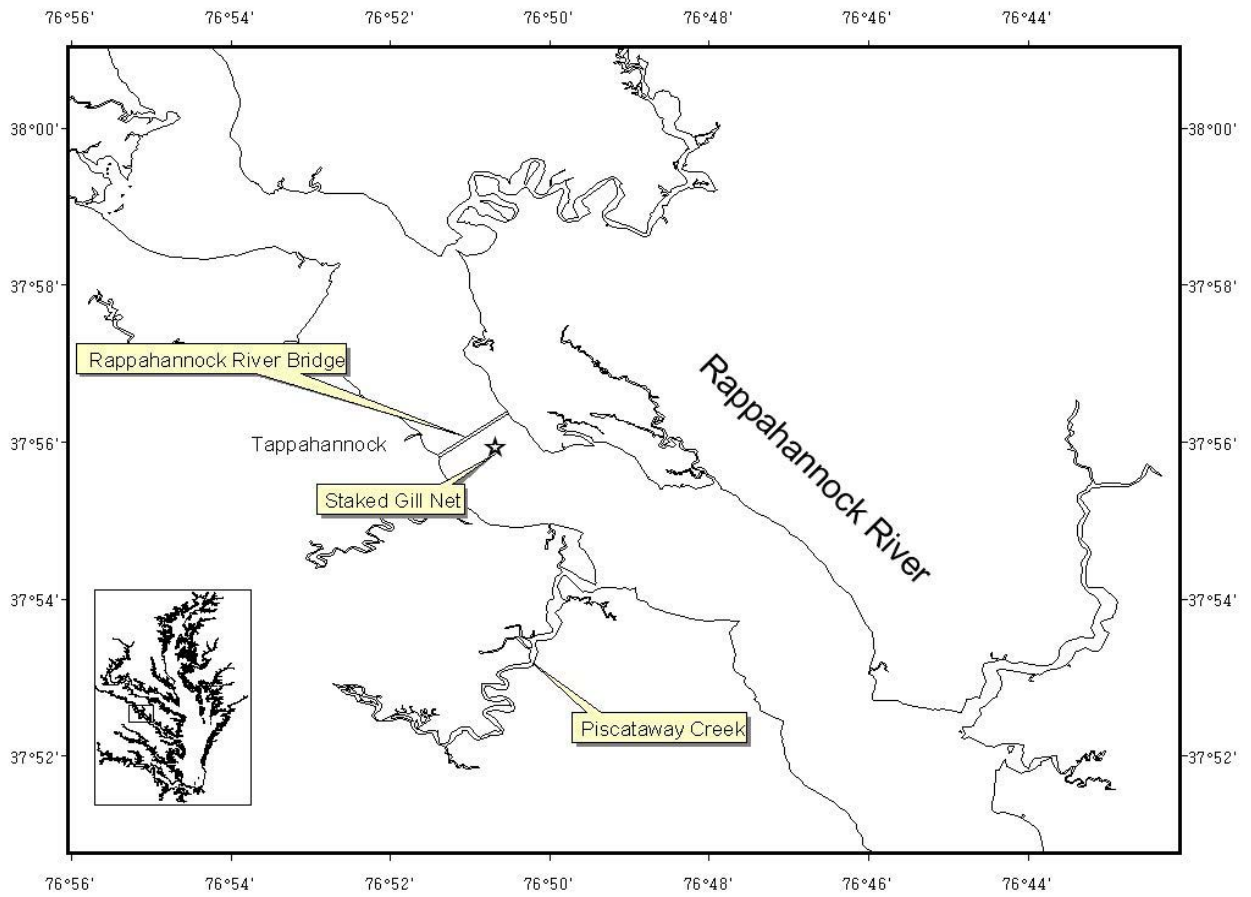 76°56' 76°54' 76°52' 76°50' 76°48' 76°46' 76°44'
38°00' 38°00'
37°58' 37°58'
Rappahannock River Bridge
Rappahannock River
37°56' Tappahannock 37°56'
Staked Gill Net
37°54' 37°54'
Piscataway Creek
37°52' 37°52'
76°56' 76°54' 76°52' 76°50' 76°48' 76°46' 76°44'